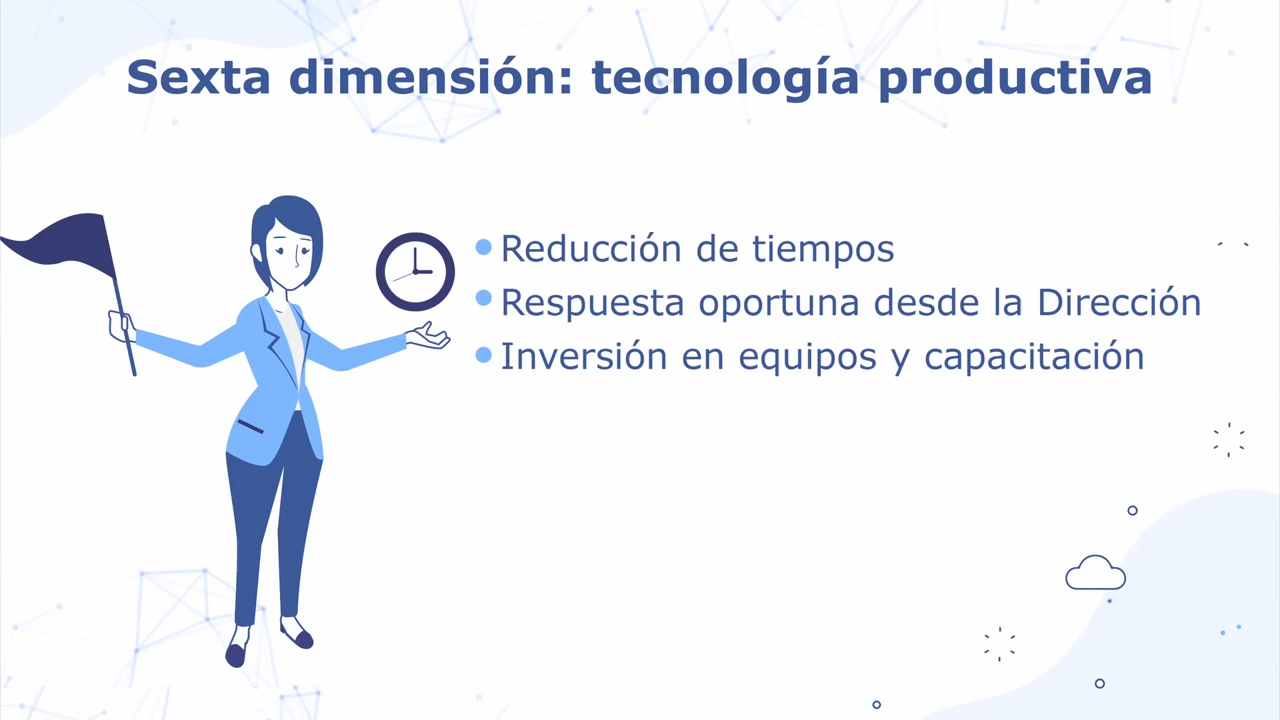 Sexta dimensión: tecnología productiva
Reducción de tiempos
Respuesta oportuna desde la Dirección
Inversión en equipos y capacitación